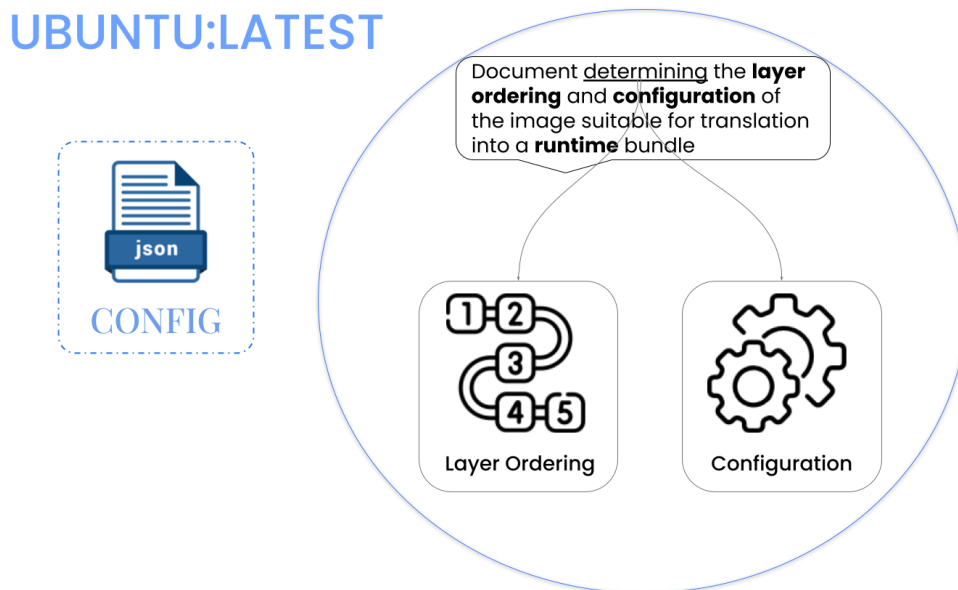 UBUNTU:LATEST
Document determining the layer
ordering and configuration of
the image suitable for translation
into a runtime bundle
json
CONFIG
1 2
3
4 5
Layer Ordering
Configuration